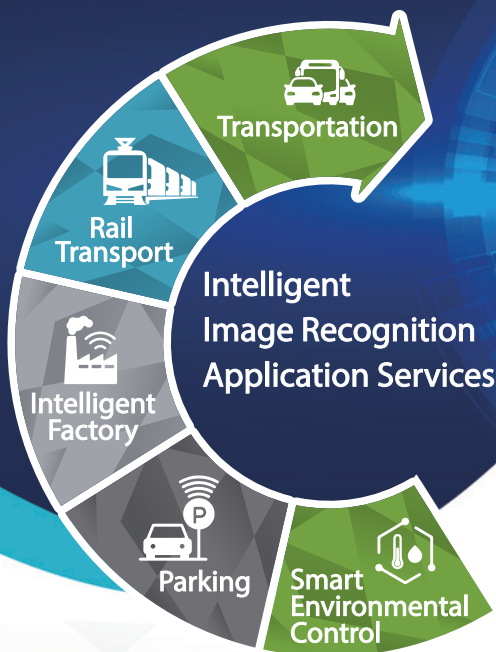 Transportation
Rail
Transport
Intelligent
Image Recognition
Application Services
Intelligent
Factory
P
Parking
Smart
Environmental
Control